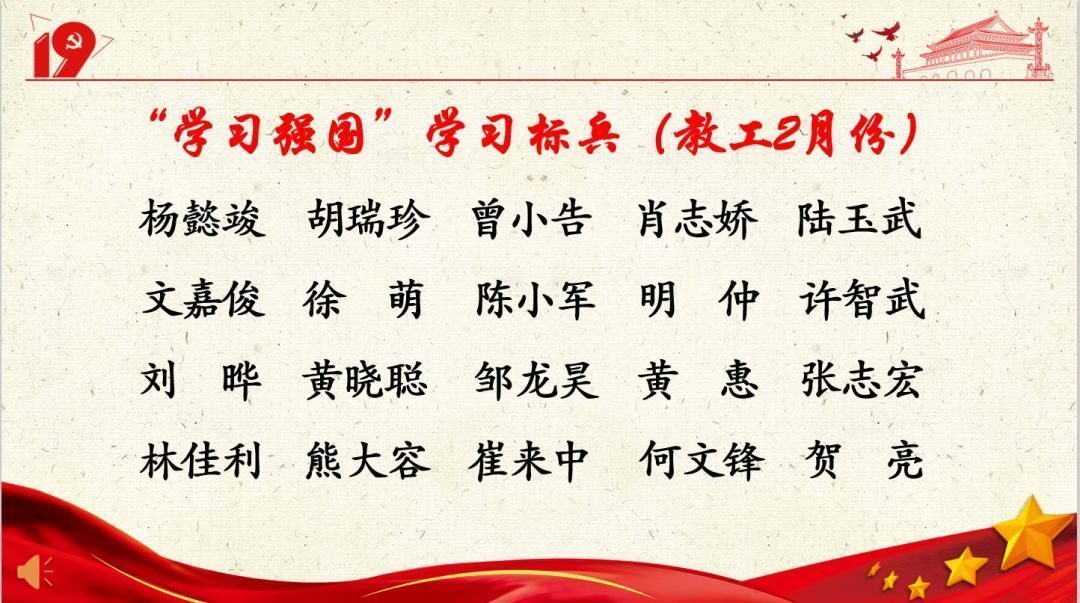 19
“学习强国”学习标兵（教工2月份）
杨懿竣 胡瑞珍 曾小告 肖志娇 陆玉武
文嘉俊 徐 萌 陈小军 明 仲 许智武
刘 晔 黄晓聪 邹龙昊 黄 惠 张志宏
林佳利 熊大容 崔来中 何文锋 贺 亮